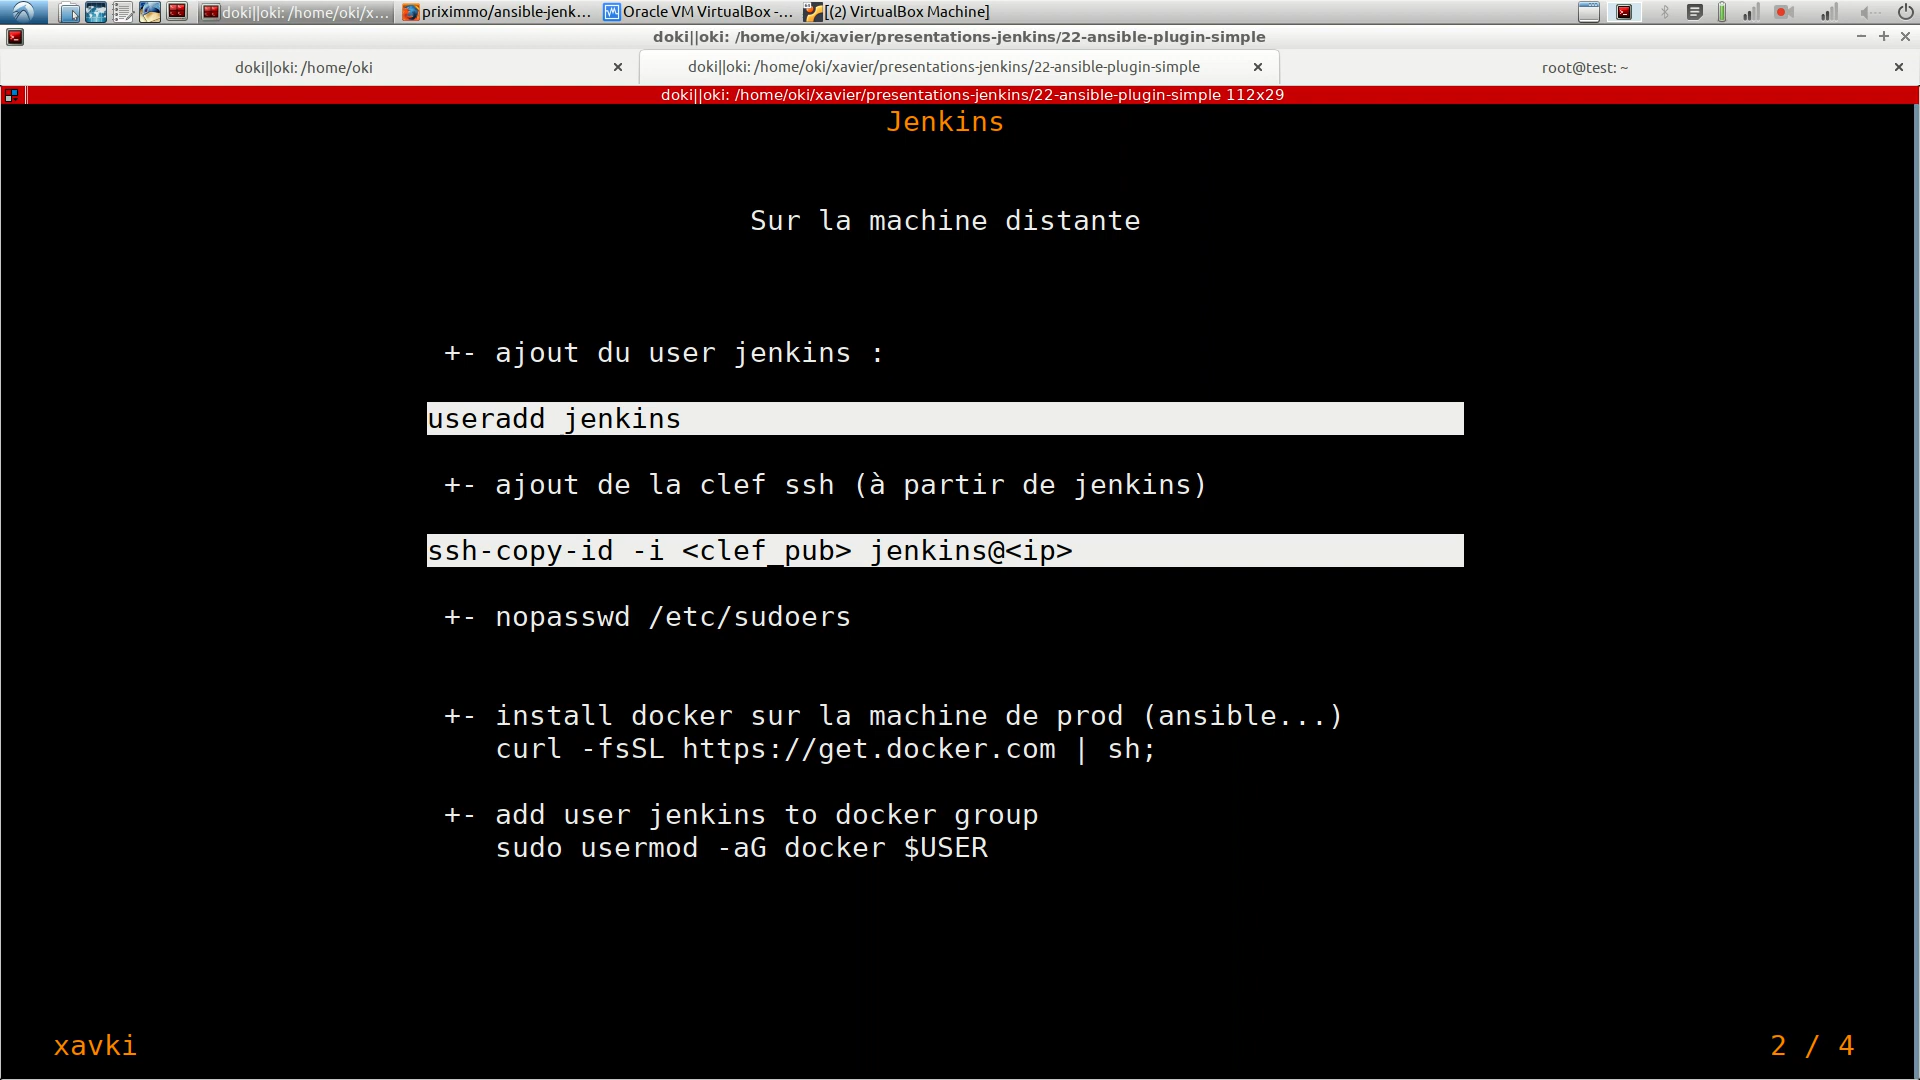 doki||oki: /home/oki/x...
priximmo/ansible-jenk...
Oracle VM VirtualBox -...
[(2) VirtualBox Machine]
doki||oki: /home/oki/xavier/presentations-jenkins/22-ansible-plugin-simple
doki||oki: /home/oki
doki||oki: /home/oki/xavier/presentations-jenkins/22-ansible-plugin-simple
root@test: ~
doki||oki: /home/oki/xavier/presentations-jenkins/22-ansible-plugin-simple 112x29
Jenkins
Sur la machine distante
+- ajout du user jenkins :
useradd jenkins
+- ajout de la clef ssh (à partir de jenkins)
ssh-copy-id -i <clef_pub> jenkins@<ip>
+- nopasswd /etc/sudoers
+- install docker sur la machine de prod (ansible...)
curl -fsSL https://get.docker.com | sh;
+- add user jenkins to docker group
sudo usermod -aG docker $USER
xavki
2 / 4